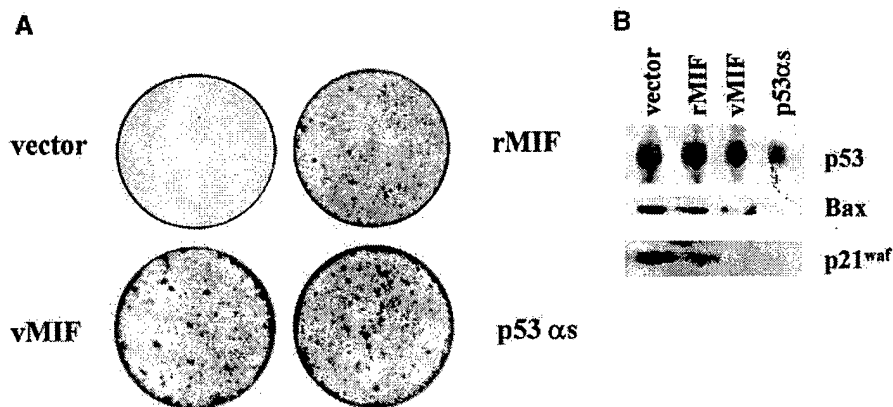 A
vector
rMIF
vMIF
p53 αs
B
vector
rMIF
vMIF
p53αs
p53
Bax
p21waf